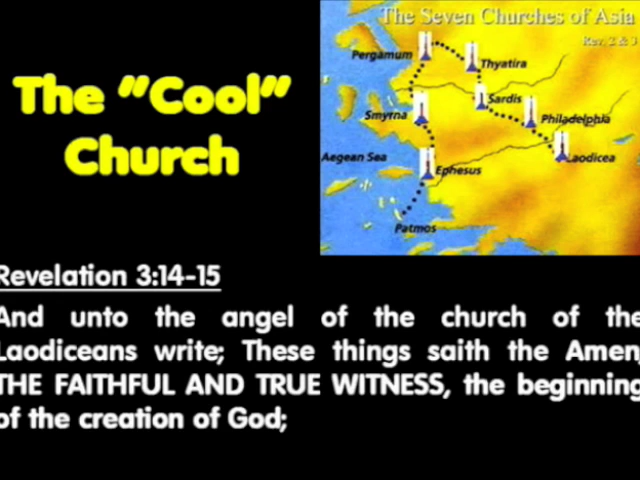 The "Cool"
Church
The Seven Churches of Asia
Rev. 2 & 3
Pergamum
Thyatira
Sardis
Smyrna
Philadelphia
Aegean Sea
Laodicea
Ephesus
Patmos
Revelation 3:14-15
And unto the angel of the church of the
Laodiceans write; These things saith the Amen,
THE FAITHFUL AND TRUE WITNESS, the beginning
of the creation of God;